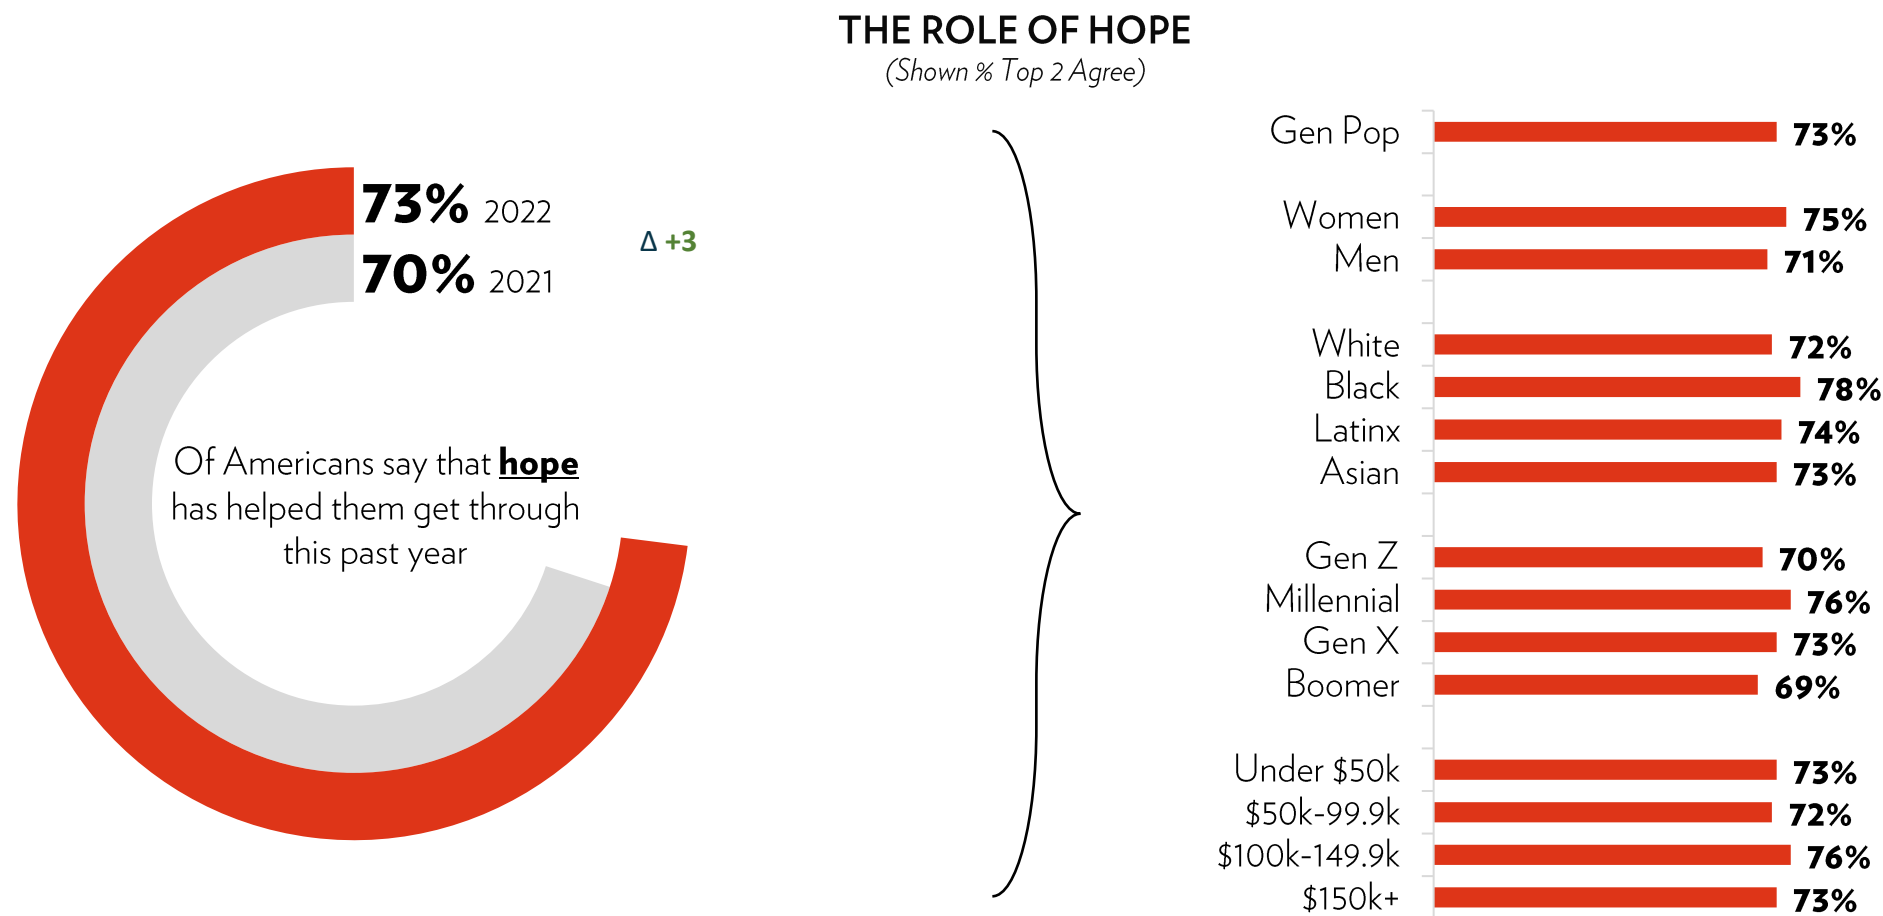 THE ROLE OF HOPE
(Shown % Top 2 Agree)
73% 2022
70% 2021
Δ +3
Of Americans say that hope
has helped them get through
this past year
Gen Pop 73%
Women 75%
Men 71%
White 72%
Black 78%
Latinx 74%
Asian 73%
Gen Z 70%
Millennial 76%
Gen X 73%
Boomer 69%
Under $50k 73%
$50k-99.9k 72%
$100k-149.9k 76%
$150k+ 73%